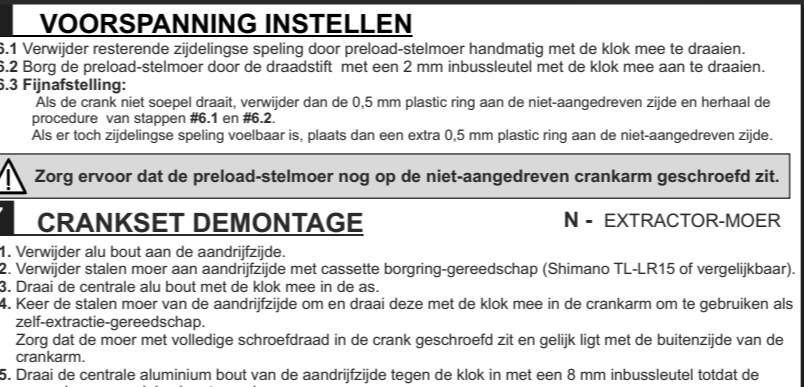 VOORSPANNING INSTELLEN
6.1 Verwijder resterende zijdelingse speling door preload-stelmoer handmatig met de klok mee te draaien.
6.2 Borg de preload-stelmoer door de draadstift met een 2 mm inbussleutel met de klok mee aan te draaien.
6.3 Fijnafstelling:
Als de crank niet soepel draait, verwijder dan de 0,5 mm plastic ring aan de niet-aangedreven zijde en herhaal de
procedure van stappen #6.1 en #6.2.
Als er toch zijdelingse speling voelbaar is, plaats dan een extra 0,5 mm plastic ring aan de niet-aangedreven zijde.
Zorg ervoor dat de preload-stelmoer nog op de niet-aangedreven crankarm geschroefd zit.
7 CRANKSET DEMONTAGE
N - EXTRACTOR-MOER
1. Verwijder alu bout aan de aandrijfzijde.
2. Verwijder stalen moer aan aandrijfzijde met cassette borgring-gereedschap (Shimano TL-LR15 of vergelijkbaar).
3. Draai de centrale alu bout met de klok mee in de as.
4. Keer de stalen moer van de aandrijfzijde om en draai deze met de klok mee in de crankarm om te gebruiken als
zelf-extractie-gereedschap.
Zorg dat de moer met volledige schroefdraad in de crank geschroefd zit en gelijk ligt met de buitenzijde van de
crankarm.
5. Draai de centrale aluminium bout van de aandrijfzijde tegen de klok in met een 8 mm inbussleutel totdat de